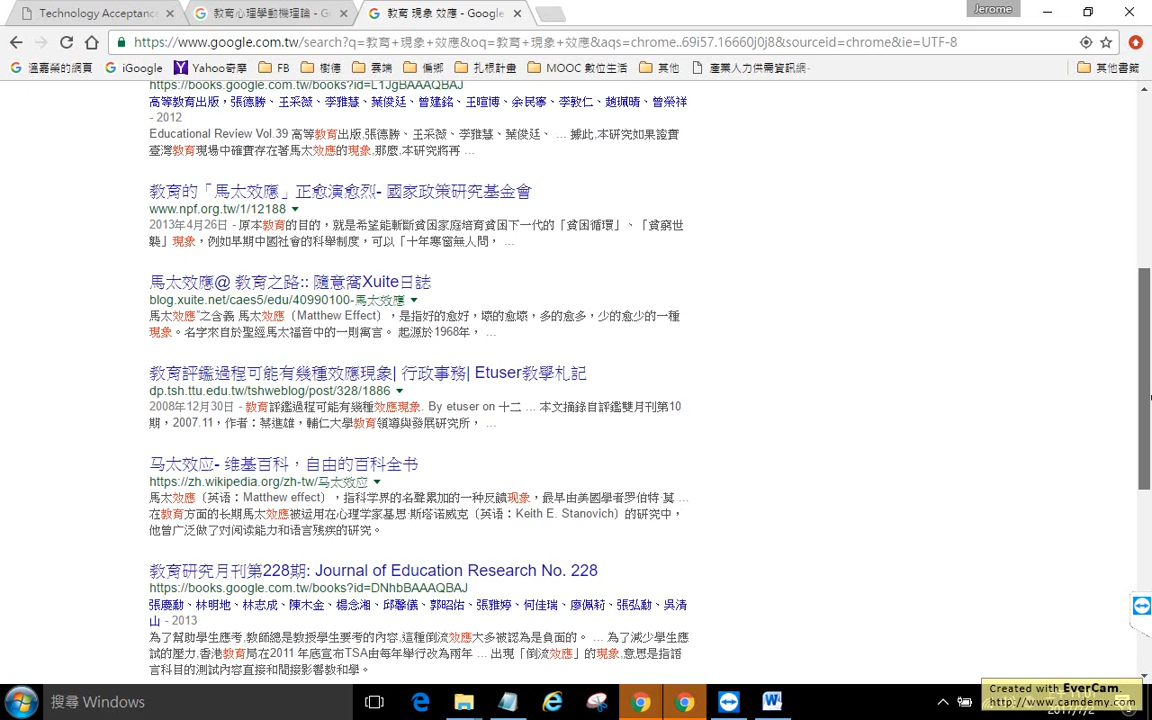 Technology Acceptance
教育心理學動機理論 - G
教育 現象 效應 - Google
Jerome
https://www.google.com.tw/search?q=教育+現象+效應&oq=教育+現象+效應&aqs=chrome..69i57.16660j0j8&sourceid=chrome&ie=UTF-8
溫嘉榮的網頁 iGoogle Yahoo奇摩 FB 樹德 雲端 偏鄉 扎根計畫 MOOC 數位生活 其他 產業人力供需資訊網- 其他書籤
https://books.google.com.tw/books?id=L1JgBAAAQBAJ
高等教育出版，張德勝、王采薇、李雅慧、葉俊廷、曾建銘、王暄博、余民寧、李敦仁、趙珮晴、曾榮祥
- 2012
Educational Review Vol.39 高等教育出版,張德勝、王采薇、李雅慧、葉俊廷、 ... 據此,本研究如果證實
臺灣教育現場中確實存在著馬太效應的現象,那麼,本研究將再 ...
教育的「馬太效應」正愈演愈烈- 國家政策研究基金會
www.npf.org.tw/1/12188
2013年4月26日 - 原本教育的目的，就是希望能斬斷貧困家庭培育貧困下一代的「貧困循環」、「貧窮世
襲」現象，例如早期中國社會的科學制度，可以「十年寒窗無人問， ...
馬太效應@ 教育之路:: 隨意窩Xuite日誌
blog.xuite.net/caes5/edu/40990100-馬太效應
馬太效應"之含義 馬太效應（Matthew Effect），是指好的愈好，壞的愈壞，多的愈多，少的愈少的一種
現象。名字來自於聖經馬太福音中的一則寓言。 起源於1968年， ...
教育評鑑過程可能有幾種效應現象| 行政事務| Etuser教學札記
dp.tsh.ttu.edu.tw/tshweblog/post/328/1886
2008年12月30日 - 教育評鑑過程可能有幾種效應現象. By etuser on 十二 ... 本文摘錄自評鑑雙月刊第10
期，2007.11，作者：蔡進雄，輔仁大學教育領導與發展研究所， ...
马太效应- 维基百科，自由的百科全书
https://zh.wikipedia.org/zh-tw/马太效应
馬太效應（英语：Matthew effect），指科学界的名聲累加的一种反饋现象，最早由美國學者罗伯特·莫 ...
在教育方面的长期馬太效應被运用在心理学家基思·斯塔诺威克（英语：Keith E. Stanovich）的研究中，
他曾广泛做了对阅读能力和语言残疾的研究。
教育研究月刊第228期: Journal of Education Research No. 228
https://books.google.com.tw/books?id=DNhbBAAAQBAJ
張慶勳、林明地、林志成、陳木金、楊念湘、邱馨儀、郭昭佑、張雅婷、何佳瑞、廖佩莉、張弘勳、吳清
山 - 2013
為了幫助學生應考,教師總是教授學生要考的內容,這種倒流效應大多被認為是負面的。 ... 為了減少學生應
試的壓力,香港教育局在2011 年底宣布TSA由每年舉行改為兩年 ... 出現「倒流效應」的現象,意思是指語
言科目的測試內容直接和間接影響教和學。
搜尋 Windows
Created with EverCam.
http://www.camdemy.com